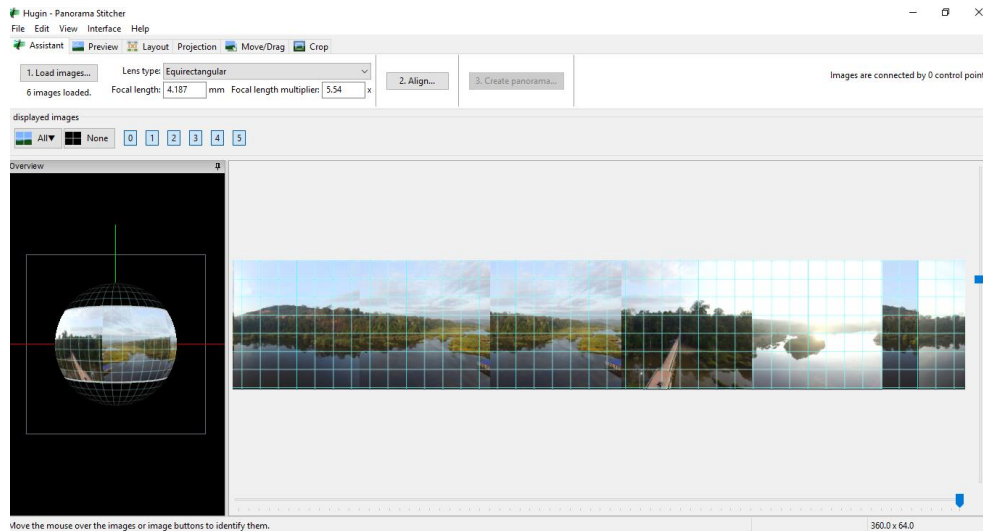 Hugin - Panorama Stitcher
File Edit View Interface Help
Assistant Preview Layout Projection Move/Drag Crop
1. Load images... Lens type: Equirectangular 2. Align... 3. Create panorama... Images are connected by 0 control point
6 images loaded. Focal length: 4.187 mm Focal length multiplier: 5.54 x
displayed images
All▼ None 0 1 2 3 4 5
Overview
Move the mouse over the images or image buttons to identify them. 360.0 x 64.0